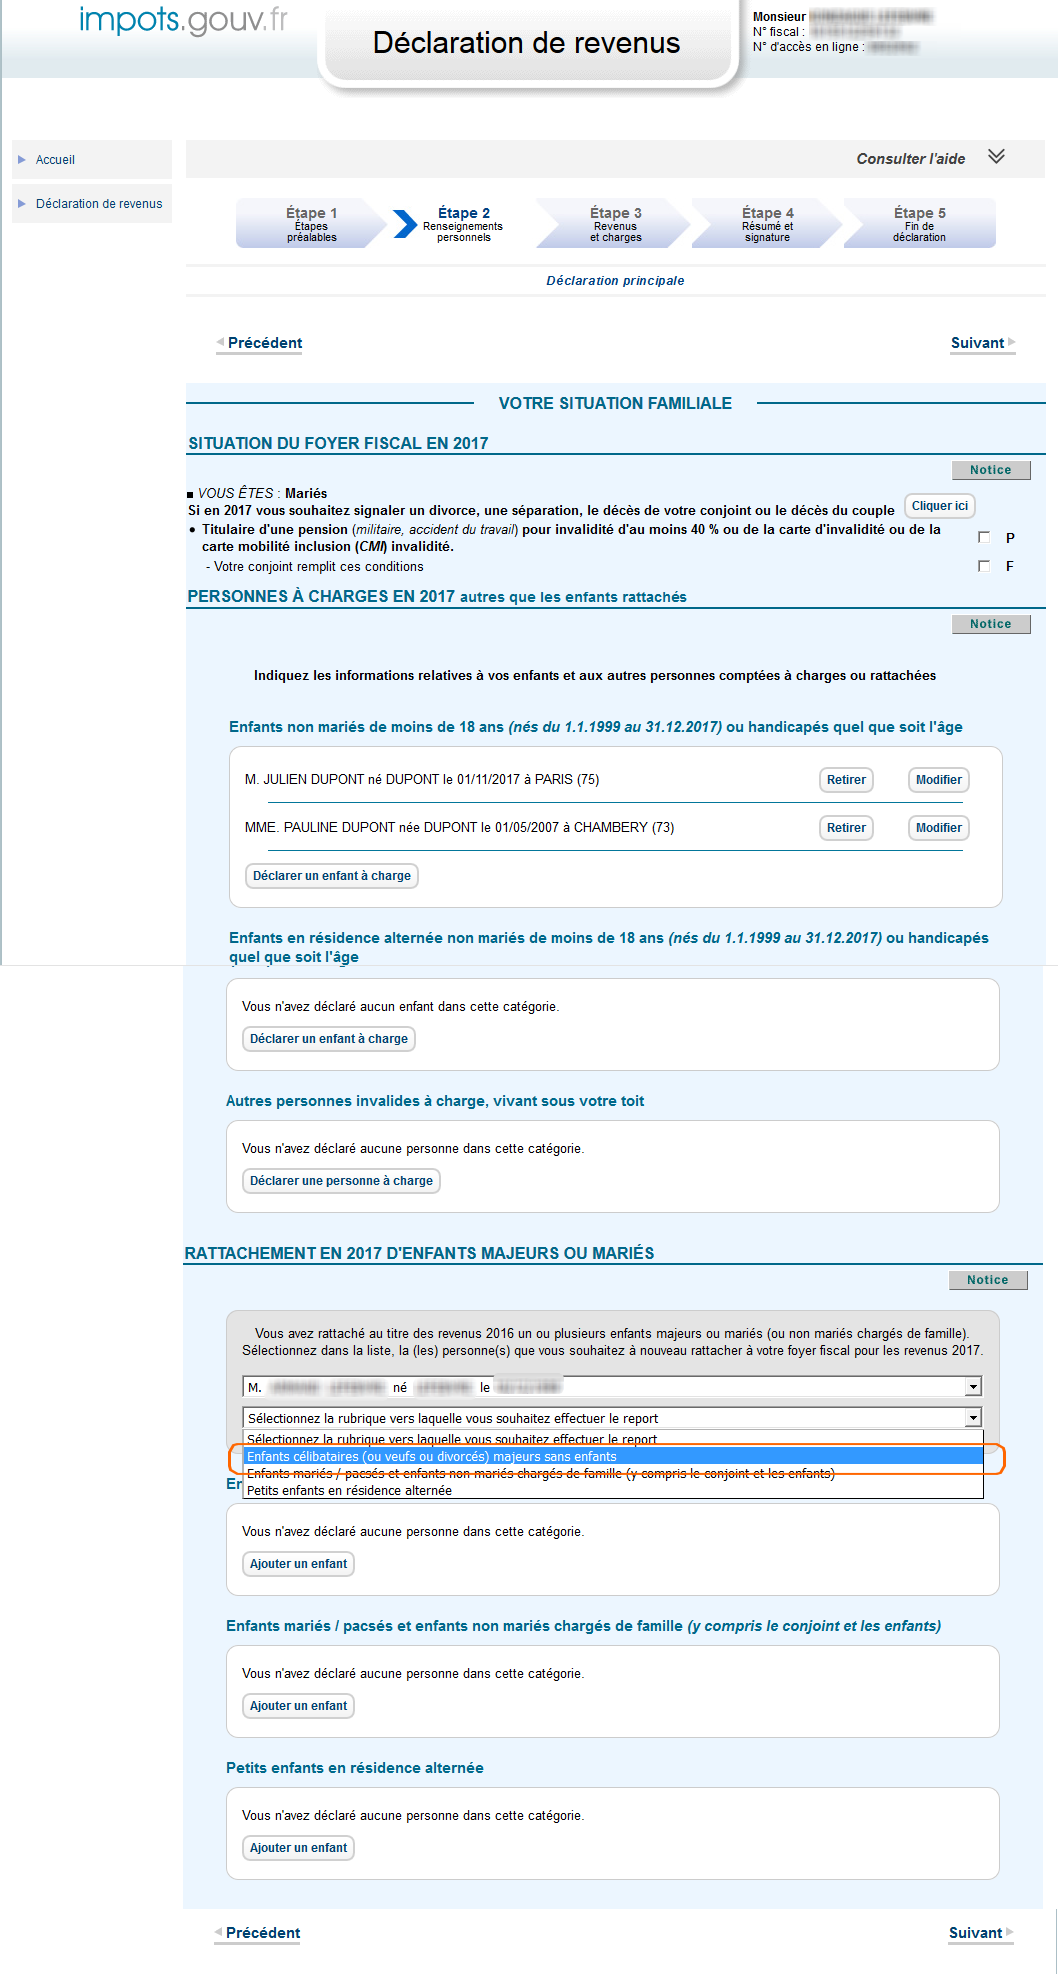 impots.gouv.fr
Déclaration de revenus
Monsieur
N° fiscal :
N° d'accès en ligne :
Accueil
Déclaration de revenus
Consulter l'aide
Étape 1
Étapes
préalables
Étape 2
Renseignements
personnels
Étape 3
Revenus
et charges
Étape 4
Résumé et
signature
Étape 5
Fin de
déclaration
Déclaration principale
Précédent
Suivant
VOTRE SITUATION FAMILIALE
SITUATION DU FOYER FISCAL EN 2017
Notice
VOUS ÊTES : Mariés
Si en 2017 vous souhaitez signaler un divorce, une séparation, le décès de votre conjoint ou le décès du couple
Cliquer ici
Titulaire d'une pension (militaire, accident du travail) pour invalidité d'au moins 40 % ou de la carte d'invalidité ou de la
carte mobilité inclusion (CMI) invalidité.
P
- Votre conjoint remplit ces conditions
F
PERSONNES À CHARGES EN 2017 autres que les enfants rattachés
Notice
Indiquez les informations relatives à vos enfants et aux autres personnes comptées à charges ou rattachées
Enfants non mariés de moins de 18 ans (nés du 1.1.1999 au 31.12.2017) ou handicapés quel que soit l'âge
M. JULIEN DUPONT né DUPONT le 01/11/2017 à PARIS (75)
Retirer
Modifier
MME. PAULINE DUPONT née DUPONT le 01/05/2007 à CHAMBERY (73)
Retirer
Modifier
Déclarer un enfant à charge
Enfants en résidence alternée non mariés de moins de 18 ans (nés du 1.1.1999 au 31.12.2017) ou handicapés
quel que soit l'âge
Vous n'avez déclaré aucun enfant dans cette catégorie.
Déclarer un enfant à charge
Autres personnes invalides à charge, vivant sous votre toit
Vous n'avez déclaré aucune personne dans cette catégorie.
Déclarer une personne à charge
RATTACHEMENT EN 2017 D'ENFANTS MAJEURS OU MARIÉS
Notice
Vous avez rattaché au titre des revenus 2016 un ou plusieurs enfants majeurs ou mariés (ou non mariés chargés de famille).
Sélectionnez dans la liste, la (les) personne(s) que vous souhaitez à nouveau rattacher à votre foyer fiscal pour les revenus 2017.
M. né le
Sélectionnez la rubrique vers laquelle vous souhaitez effectuer le report
Sélectionnez la rubrique vers laquelle vous souhaitez effectuer le report
Enfants célibataires (ou veufs ou divorcés) majeurs sans enfants
Enfants mariés / pacsés et enfants non mariés chargés de famille (y compris le conjoint et les enfants)
Petits enfants en résidence alternée
Vous n'avez déclaré aucune personne dans cette catégorie.
Ajouter un enfant
Enfants mariés / pacsés et enfants non mariés chargés de famille (y compris le conjoint et les enfants)
Vous n'avez déclaré aucune personne dans cette catégorie.
Ajouter un enfant
Petits enfants en résidence alternée
Vous n'avez déclaré aucune personne dans cette catégorie.
Ajouter un enfant
Précédent
Suivant